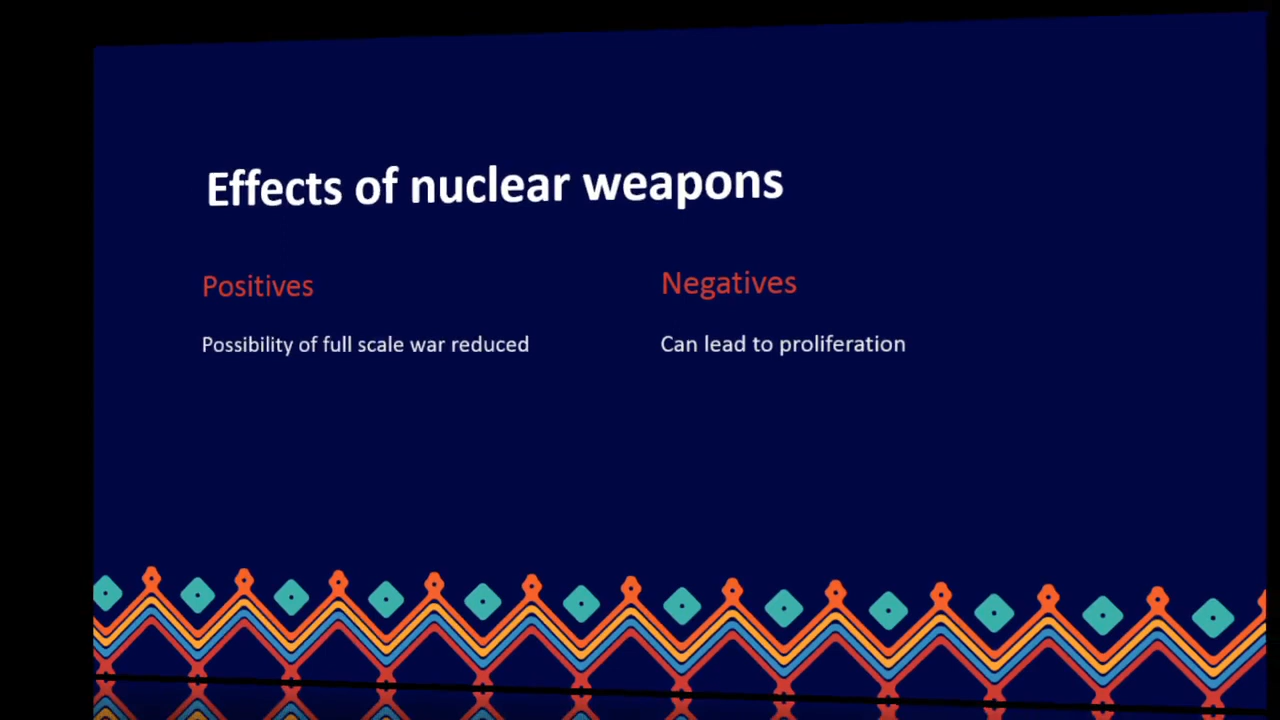 Effects of nuclear weapons
Positives
Negatives
Possibility of full scale war reduced
Can lead to proliferation